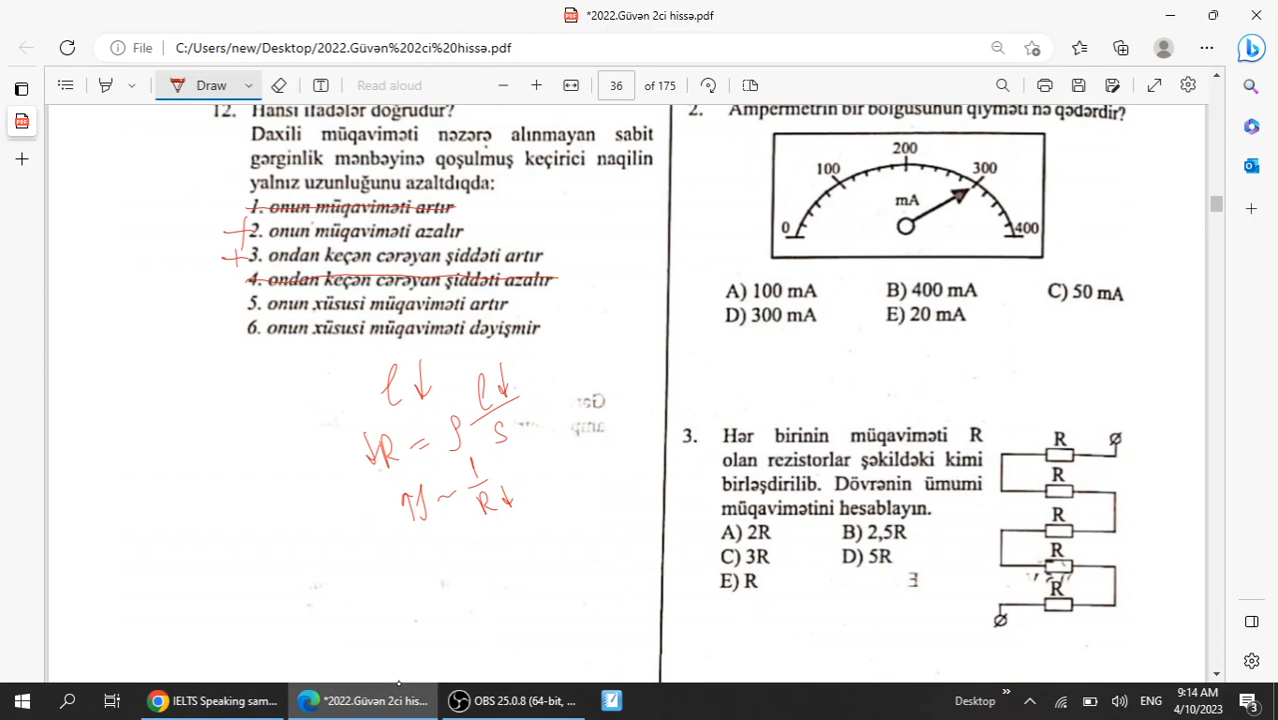 *2022.Güvən 2ci hissə.pdf
File
C:/Users/new/Desktop/2022.Güvən%202ci%20hissə.pdf
Draw
Read aloud
36
of 175
12. Hansı ifadələr doğrudur?
Daxili müqaviməti nəzərə alınmayan sabit
gərginlik mənbəyinə qoşulmuş keçirici naqilin
yalnız uzunluğunu azaltdıqda:
1. onun müqaviməti artır
+ 2. onun müqaviməti azalır
+ 3. ondan keçən cərəyan şiddəti artır
4. ondan keçən cərəyan şiddəti azalır
5. onun xüsusi müqaviməti artır
6. onun xüsusi müqaviməti dəyişmir
l ↓
↓R = ρ l↓/S
↑J ~ 1/R↓
2. Ampermetrin bir bölgüsünün qiyməti nə qədərdir?
0 100 200 300 400
mA
A) 100 mA B) 400 mA C) 50 mA
D) 300 mA E) 20 mA
3. Hər birinin müqaviməti R
olan rezistorlar şəkildəki kimi
birləşdirilib. Dövrənin ümumi
müqavimətini hesablayın.
A) 2R B) 2,5R
C) 3R D) 5R
E) R
R
R
R
R
R
IELTS Speaking sam...
*2022.Güvən 2ci his...
OBS 25.0.8 (64-bit, ...
Desktop
»
ENG
9:14 AM
4/10/2023
3